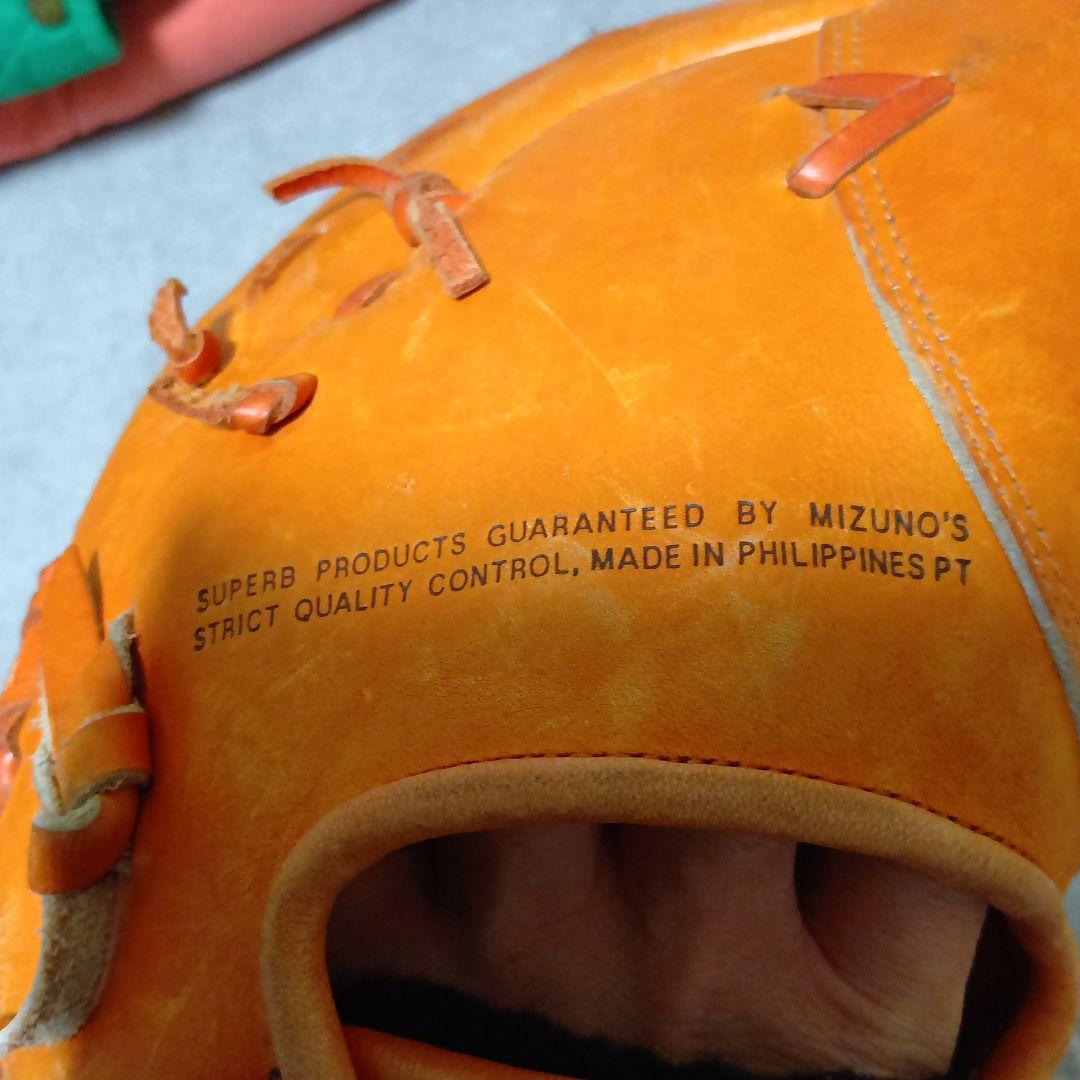 SUPERB PRODUCTS GUARANTEED BY MIZUNO'S
STRICT QUALITY CONTROL, MADE IN PHILIPPINES PT